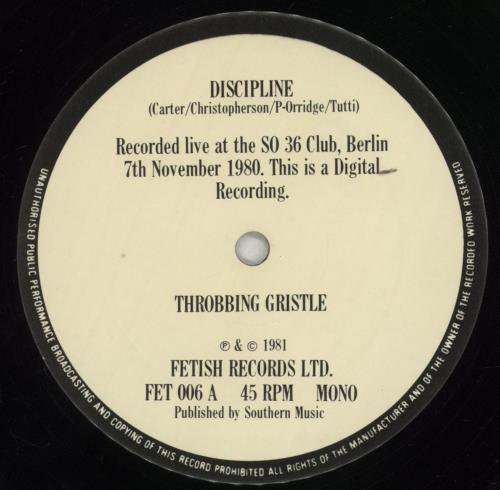 DISCIPLINE
(Carter/Christopherson/P-Orridge/Tutti)
Recorded live at the SO 36 Club, Berlin
7th November 1980. This is a Digital
Recording.
THROBBING GRISTLE
℗ & © 1981
FETISH RECORDS LTD.
FET 006 A 45 RPM MONO
Published by Southern Music
UNAUTHORISED PUBLIC PERFORMANCE BROADCASTING AND COPYING OF THIS RECORD PROHIBITED ALL RIGHTS OF THE MANUFACTURER AND OF THE OWNER OF THE RECORDED WORK RESERVED